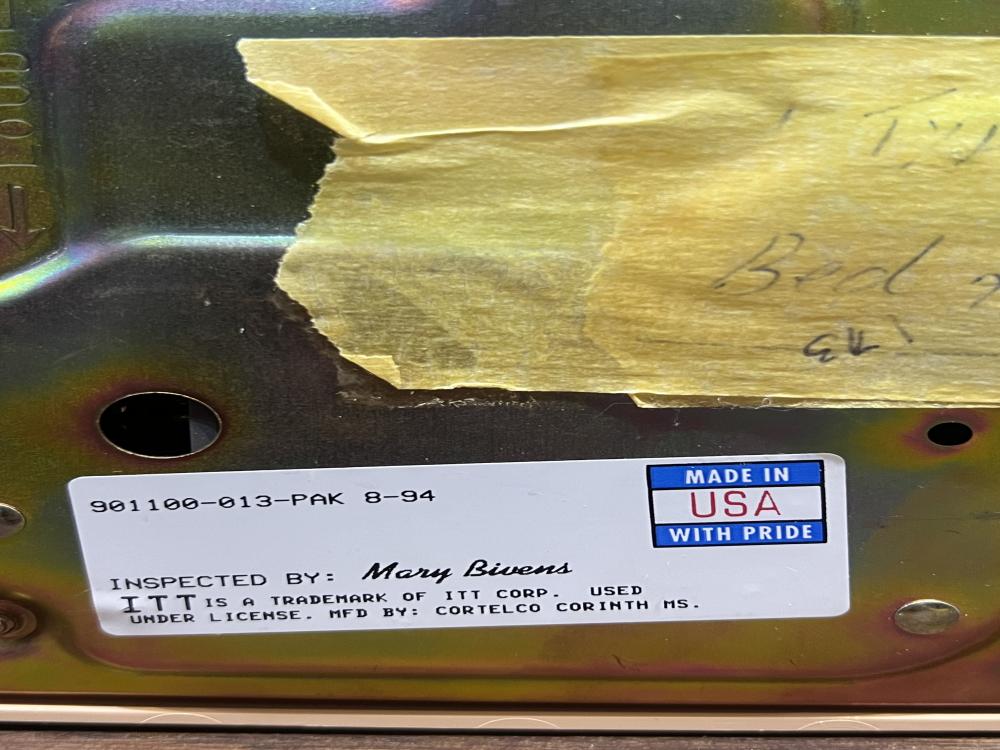 Bed
901100-013-PAK 8-94
MADE IN
USA
WITH PRIDE
INSPECTED BY: Mary Bivens
ITT IS A TRADEMARK OF ITT CORP. USED
UNDER LICENSE. MFD BY: CORTELCO CORINTH MS.